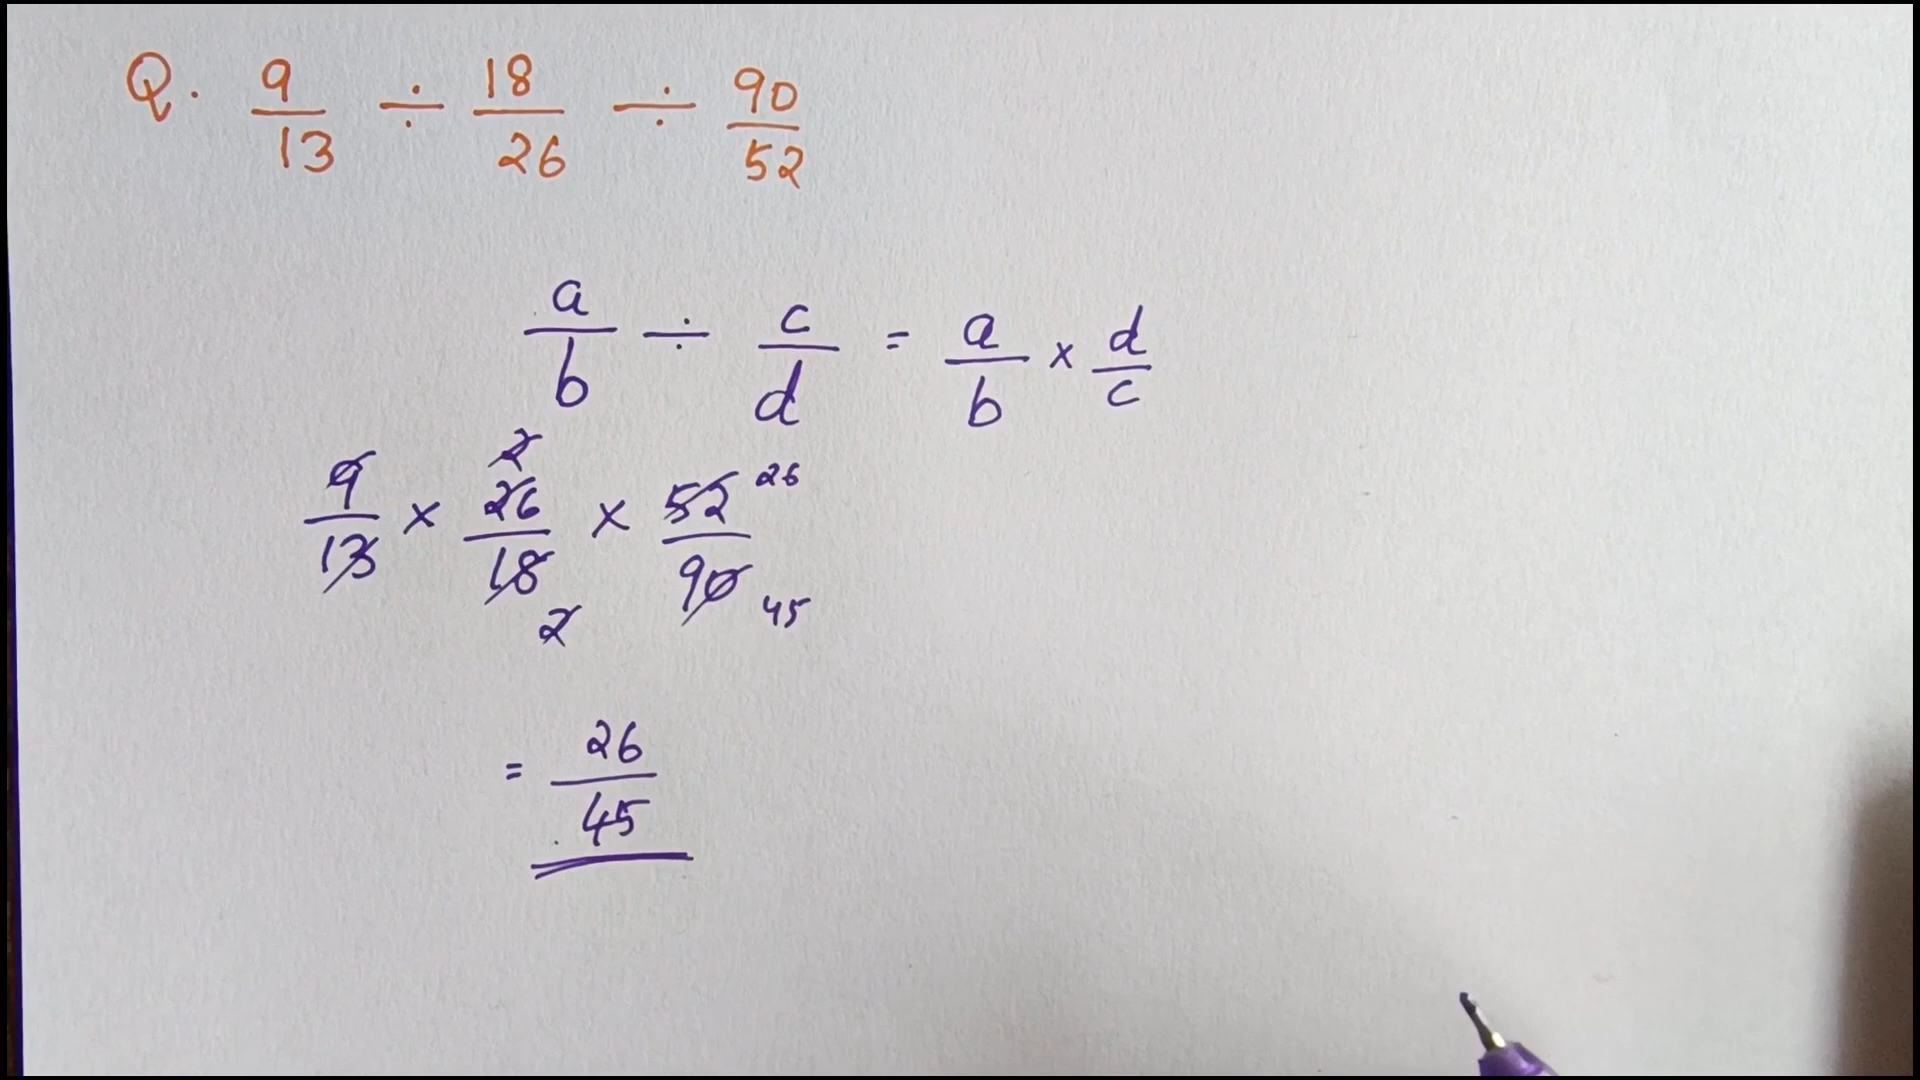 Q. 9/13 ÷ 18/26 ÷ 90/52
a/b ÷ c/d = a/b × d/c
2
9/13 × 26/18 × 52/90 26
2 45
= 26/45